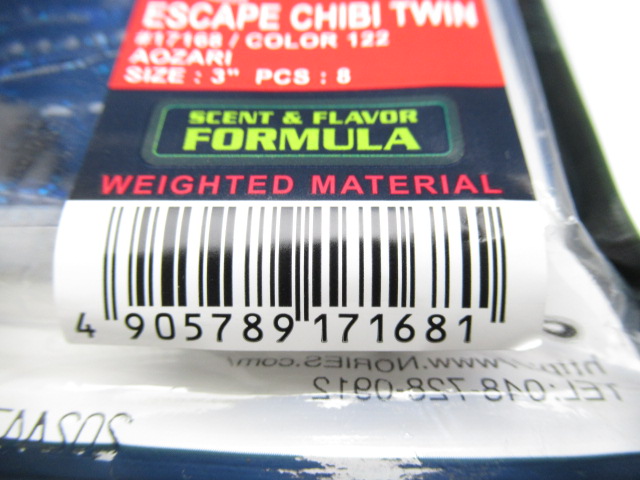 ESCAPE CHIBI TWIN
#17168 / COLOR 122
AOZARI
SIZE : 3" PCS : 8
SCENT & FLAVOR
FORMULA
WEIGHTED MATERIAL
4 905789 171681
http://www.NORIES.com/
TEL:048-728-0912